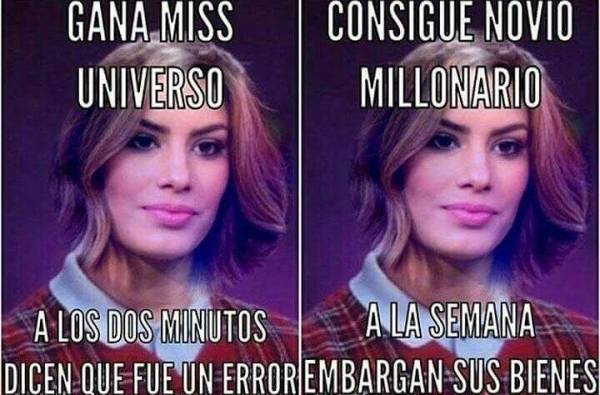 GANA MISS
UNIVERSO
A LOS DOS MINUTOS
DICEN QUE FUE UN ERROR
CONSIGUE NOVIO
MILLONARIO
A LA SEMANA
EMBARGAN SUS BIENES